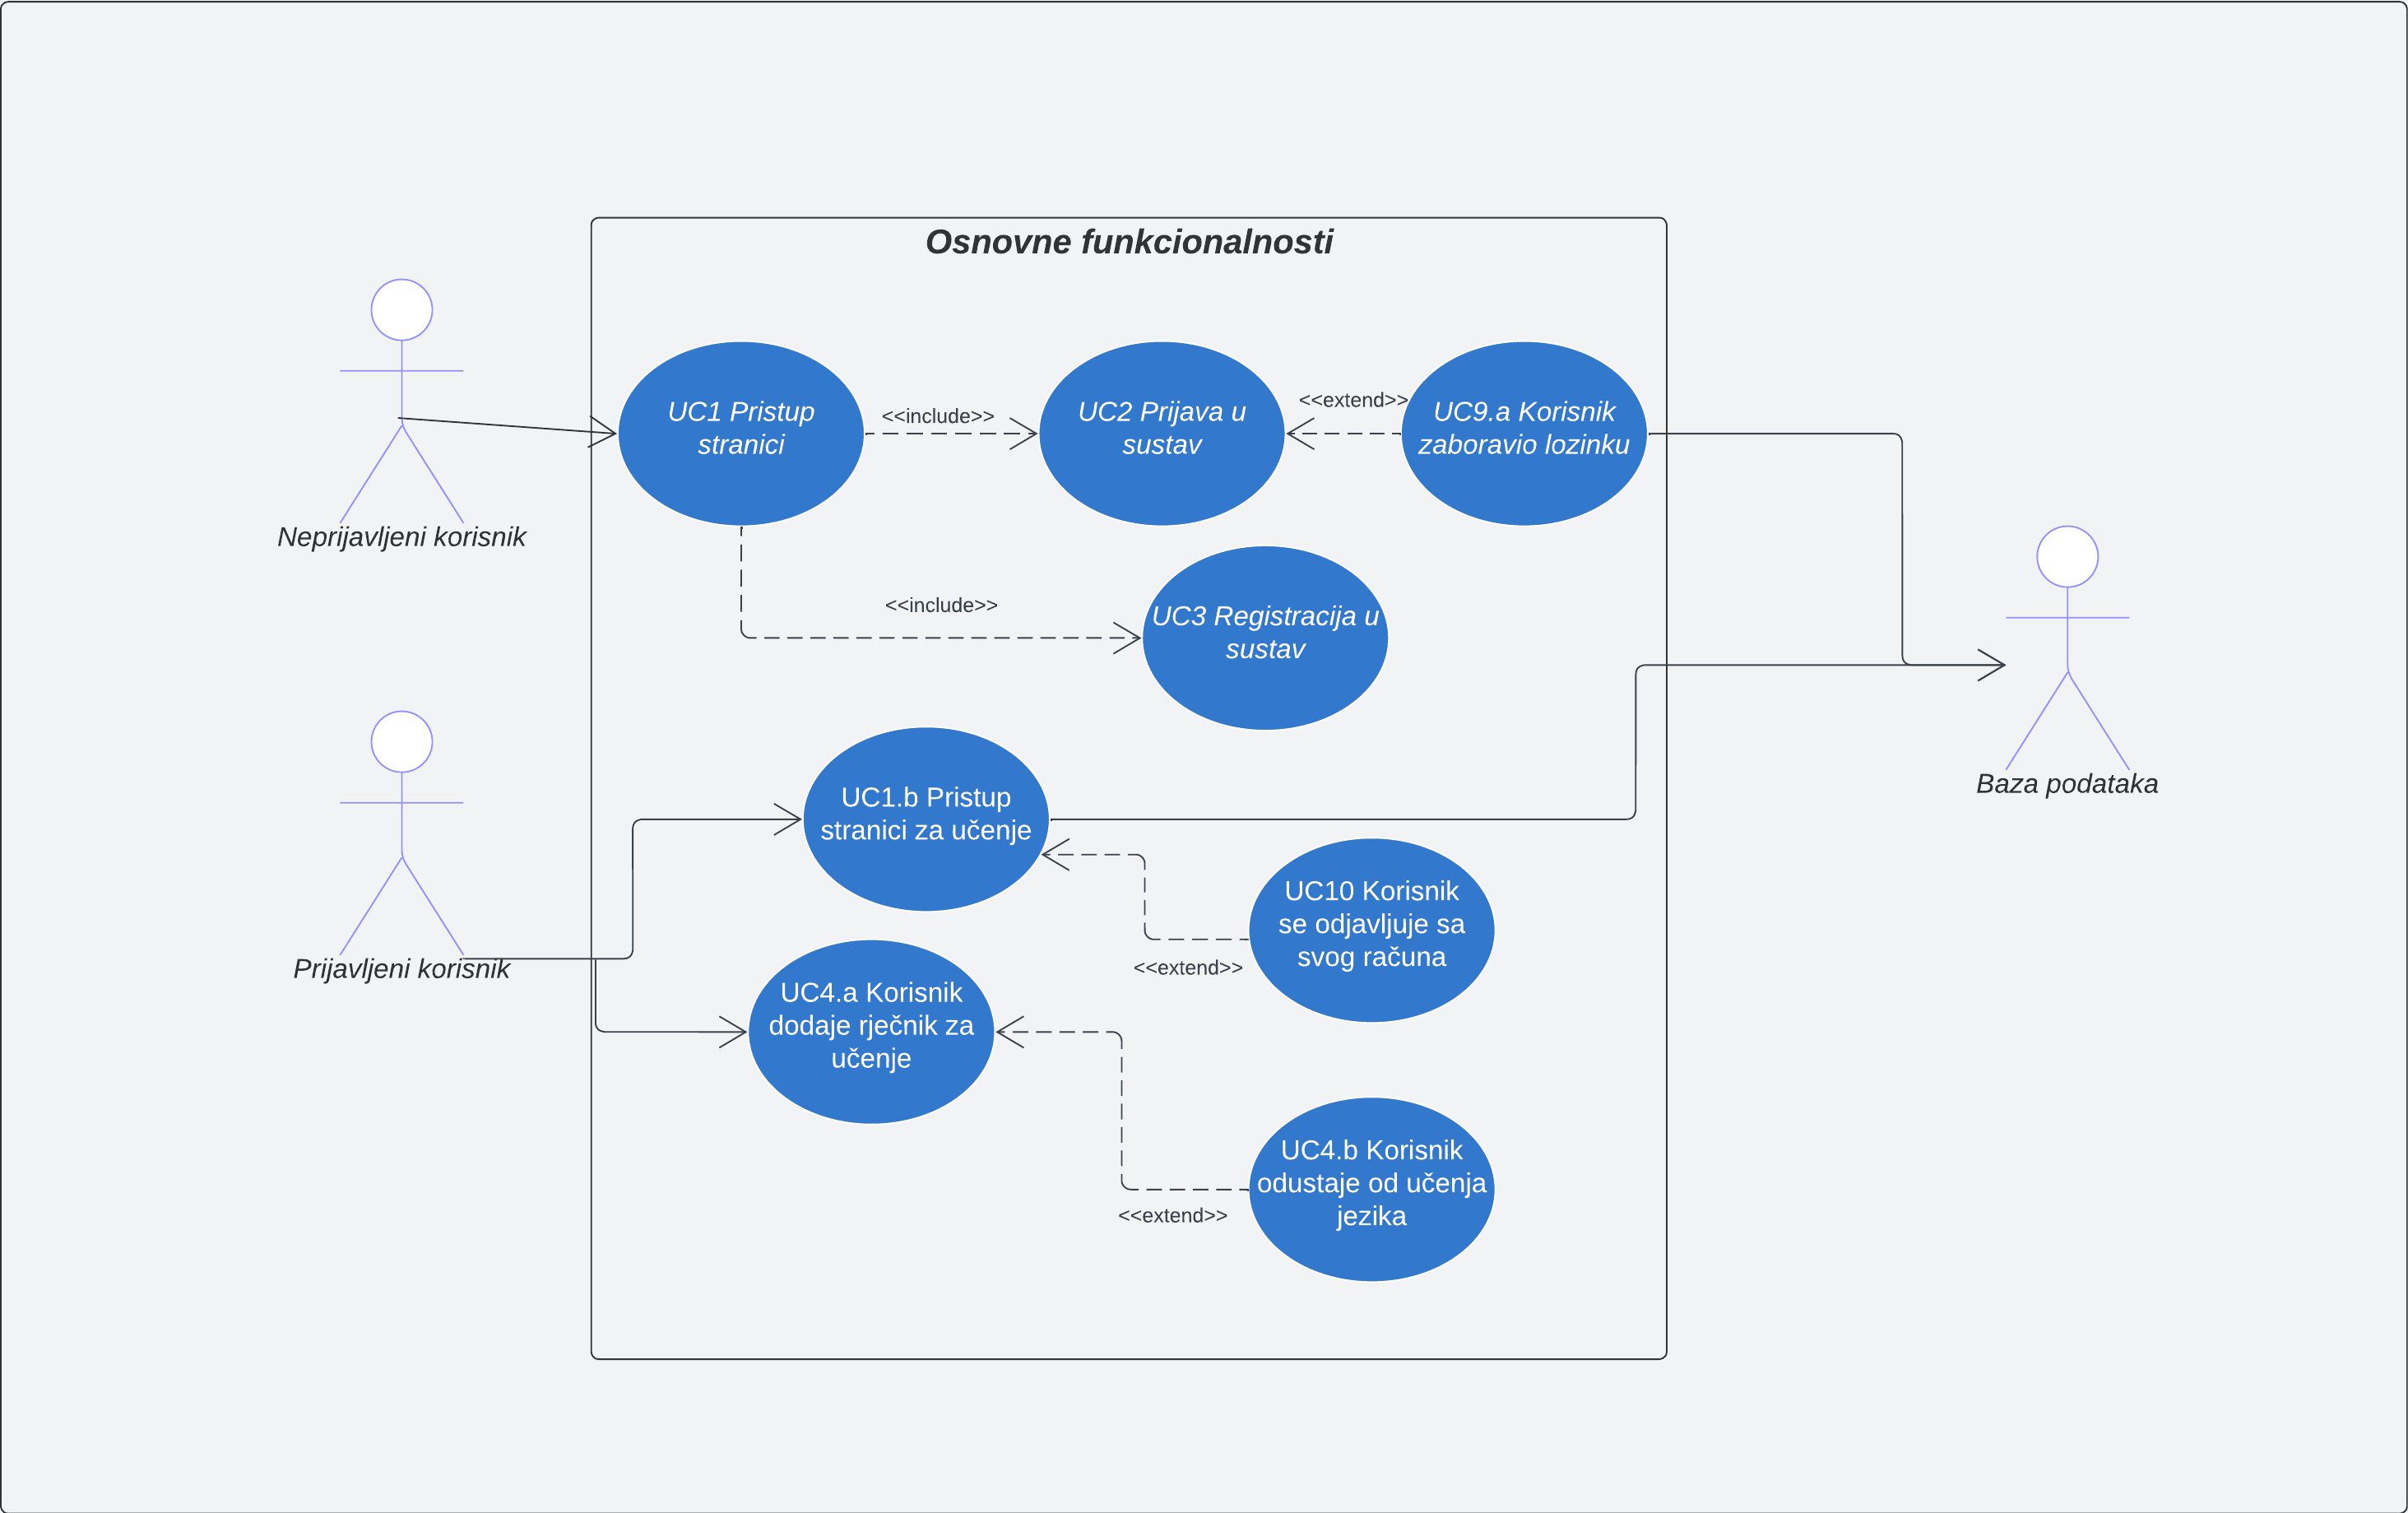 Osnovne funkcionalnosti
UC1 Pristup
stranici
<<include>>
UC2 Prijava u
sustav
<<extend>>
UC9.a Korisnik
zaboravio lozinku
Neprijavljeni korisnik
<<include>>
UC3 Registracija u
sustav
Baza podataka
UC1.b Pristup
stranici za učenje
Prijavljeni korisnik
UC10 Korisnik
se odjavljuje sa
svog računa
<<extend>>
UC4.a Korisnik
dodaje rječnik za
učenje
UC4.b Korisnik
odustaje od učenja
jezika
<<extend>>